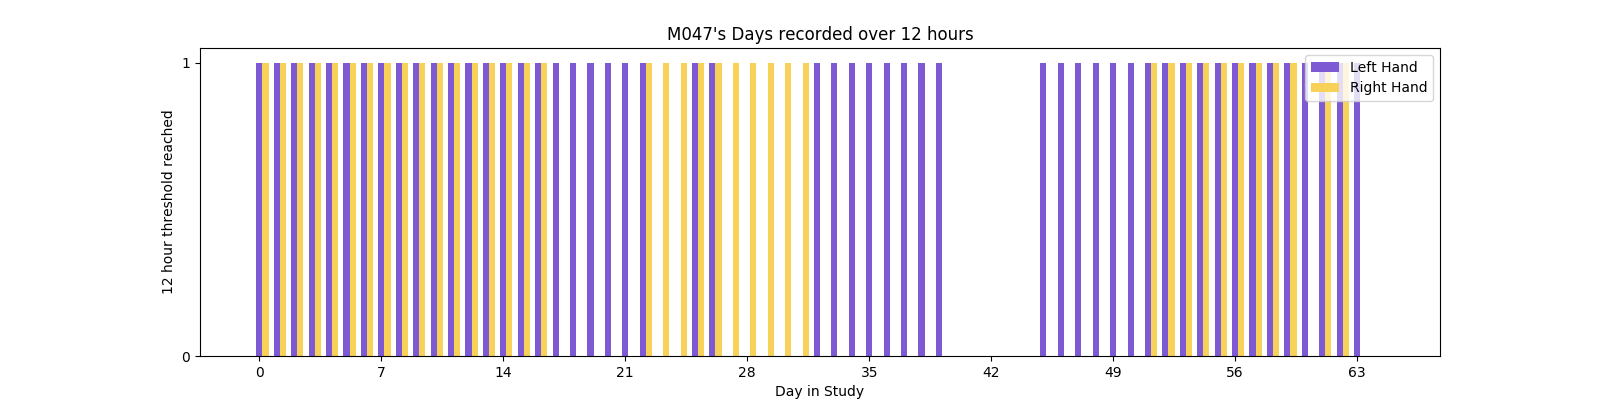 M047's Days recorded over 12 hours
1
0
12 hour threshold reached
Left Hand
Right Hand
0 7 14 21 28 35 42 49 56 63
Day in Study